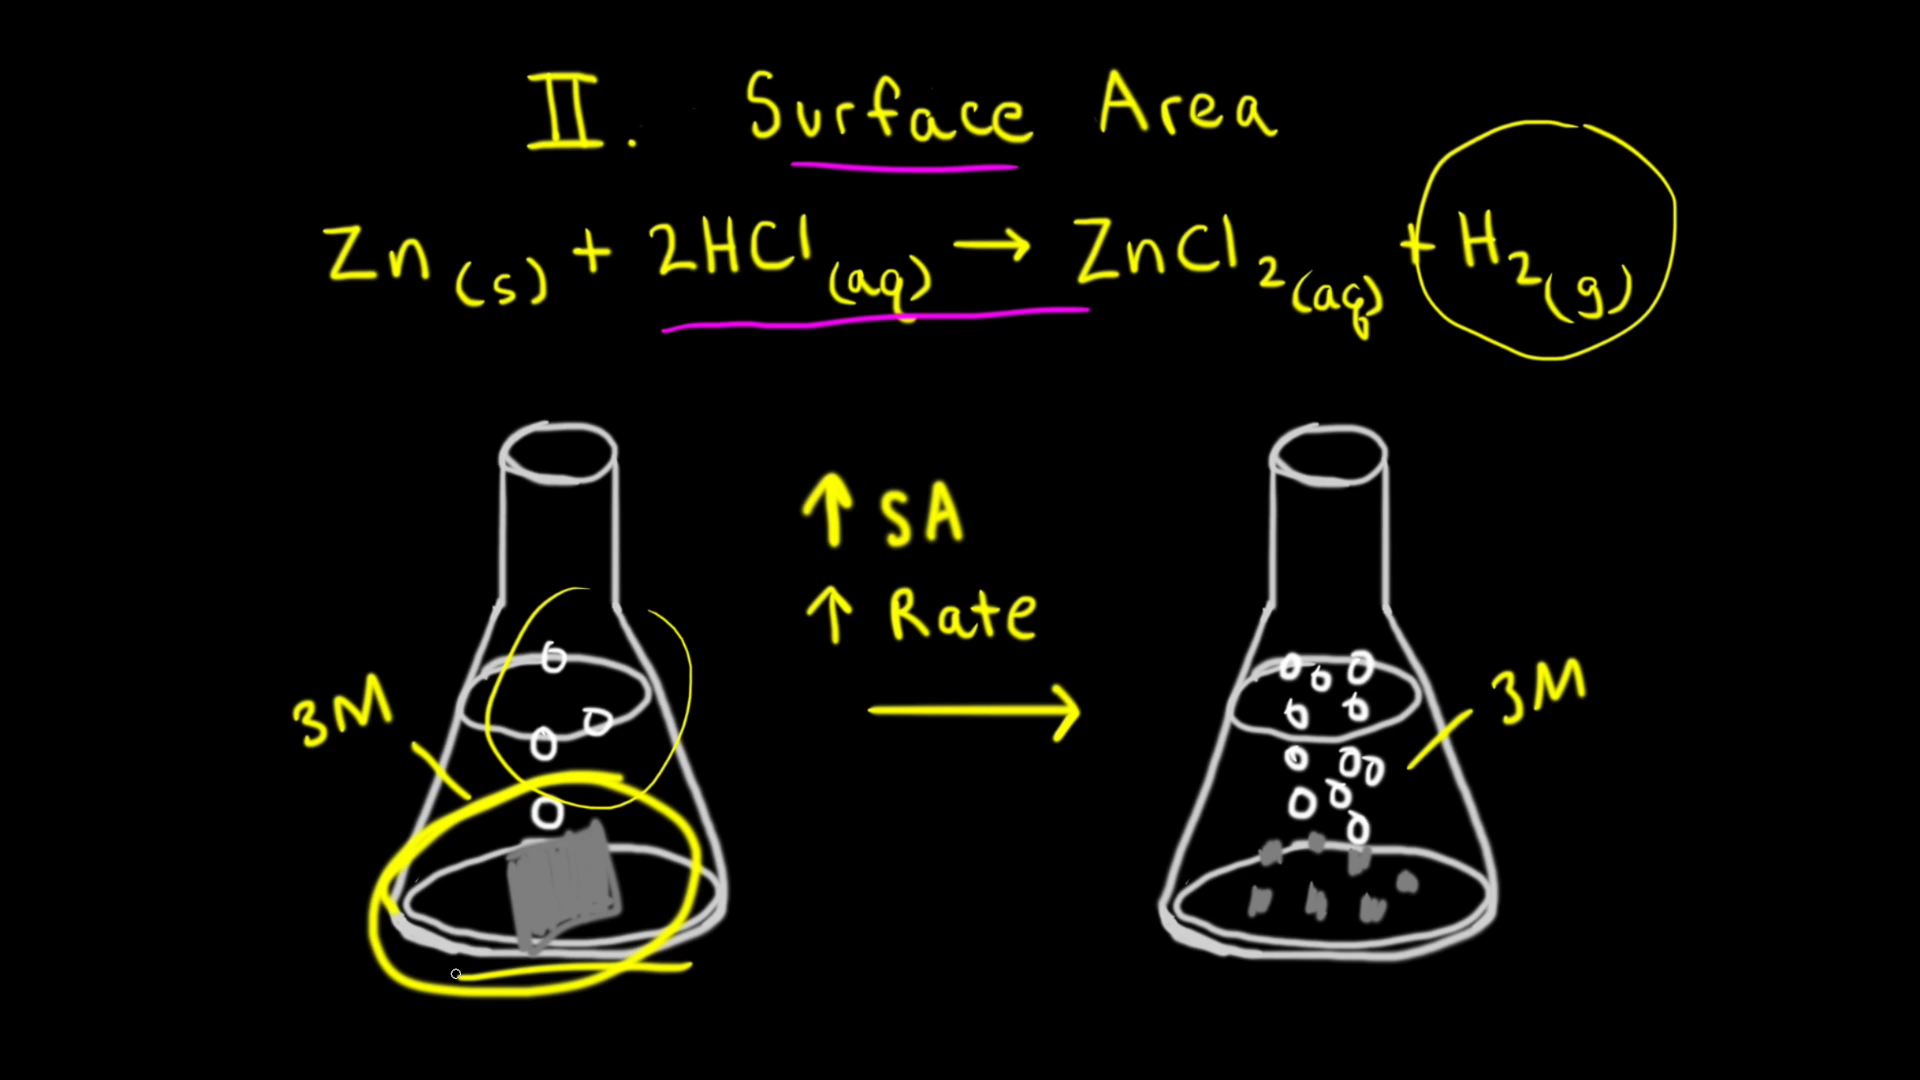 II. Surface Area
Zn(s) + 2HCl(aq) → ZnCl2(aq) + H2(g)
↑ SA
↑ Rate
3M
3M